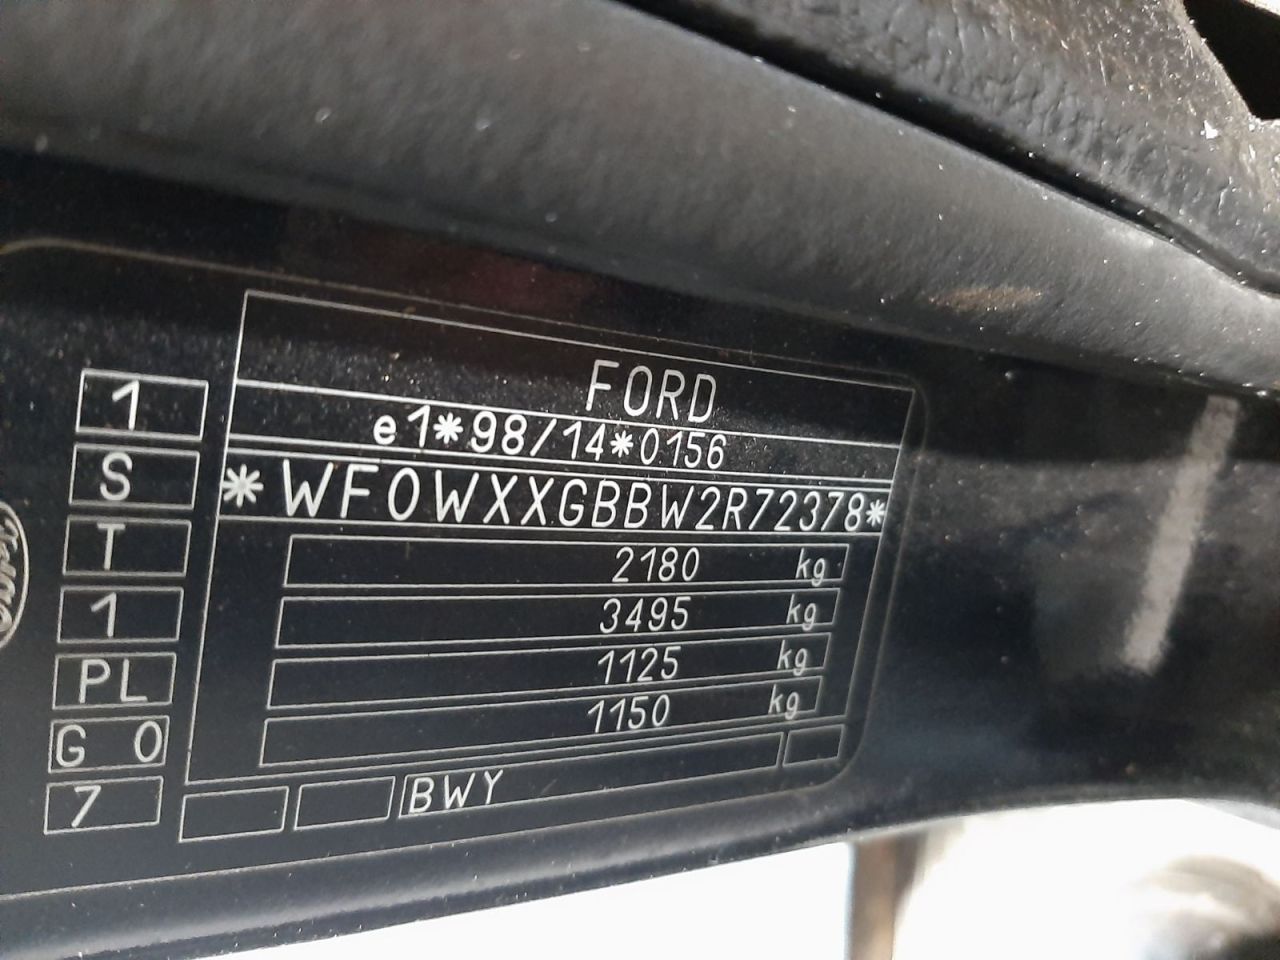 FORD
e1*98/14*0156
*WF0WXXGBBW2R72378*
2180 kg
3495 kg
1125 kg
1150 kg
BWY
1
S
T
1
PL
G 0
7